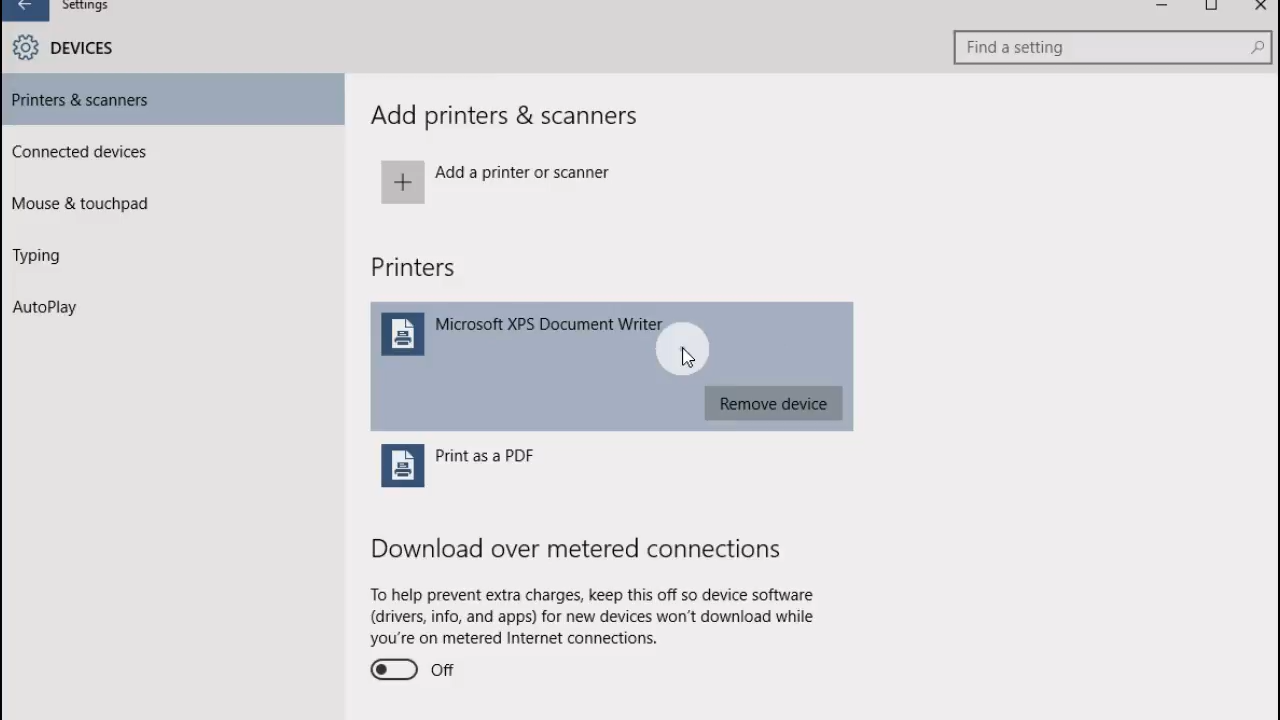 Settings
DEVICES
Find a setting
Printers & scanners
Connected devices
Mouse & touchpad
Typing
AutoPlay
Add printers & scanners
Add a printer or scanner
Printers
Microsoft XPS Document Writer
Remove device
Print as a PDF
Download over metered connections
To help prevent extra charges, keep this off so device software
(drivers, info, and apps) for new devices won’t download while
you’re on metered Internet connections.
Off